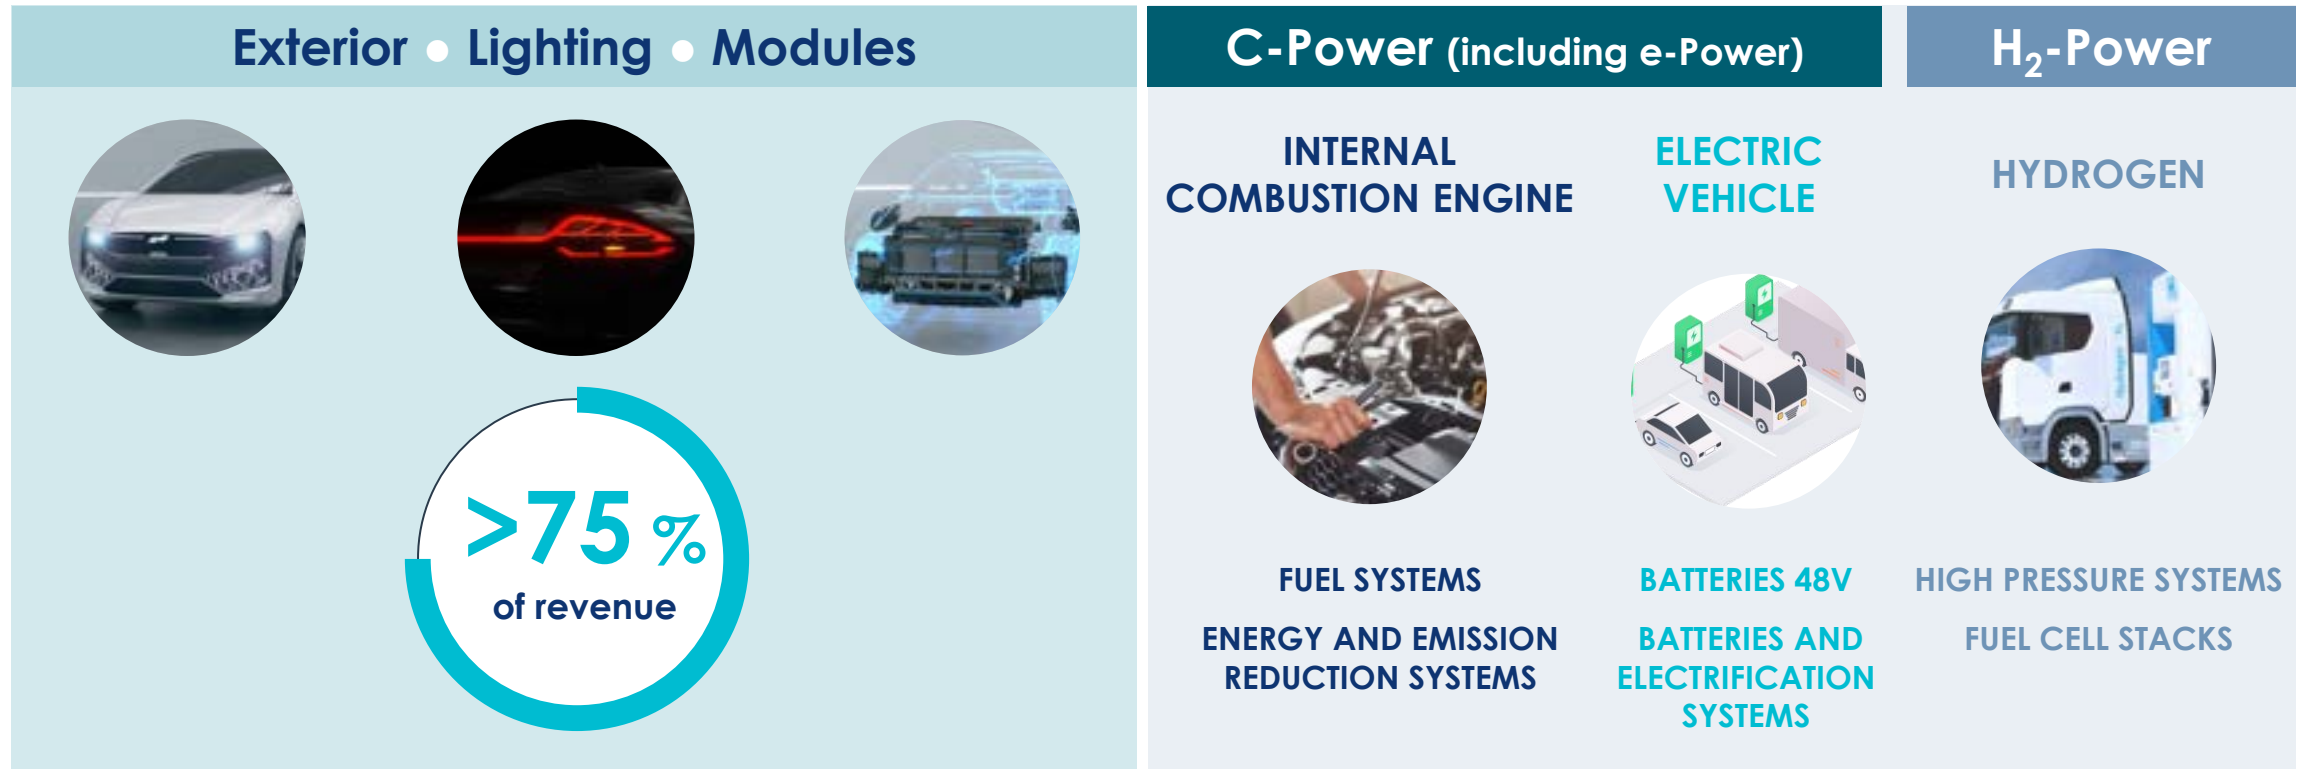 Exterior ● Lighting ● Modules
>75 %
of revenue
C-Power (including e-Power)
INTERNAL
COMBUSTION ENGINE
FUEL SYSTEMS
ENERGY AND EMISSION
REDUCTION SYSTEMS
ELECTRIC
VEHICLE
BATTERIES 48V
BATTERIES AND
ELECTRIFICATION
SYSTEMS
H₂-Power
HYDROGEN
HIGH PRESSURE SYSTEMS
FUEL CELL STACKS